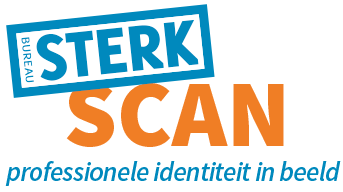 BUREAU
STERK
SCAN
professionele identiteit in beeld